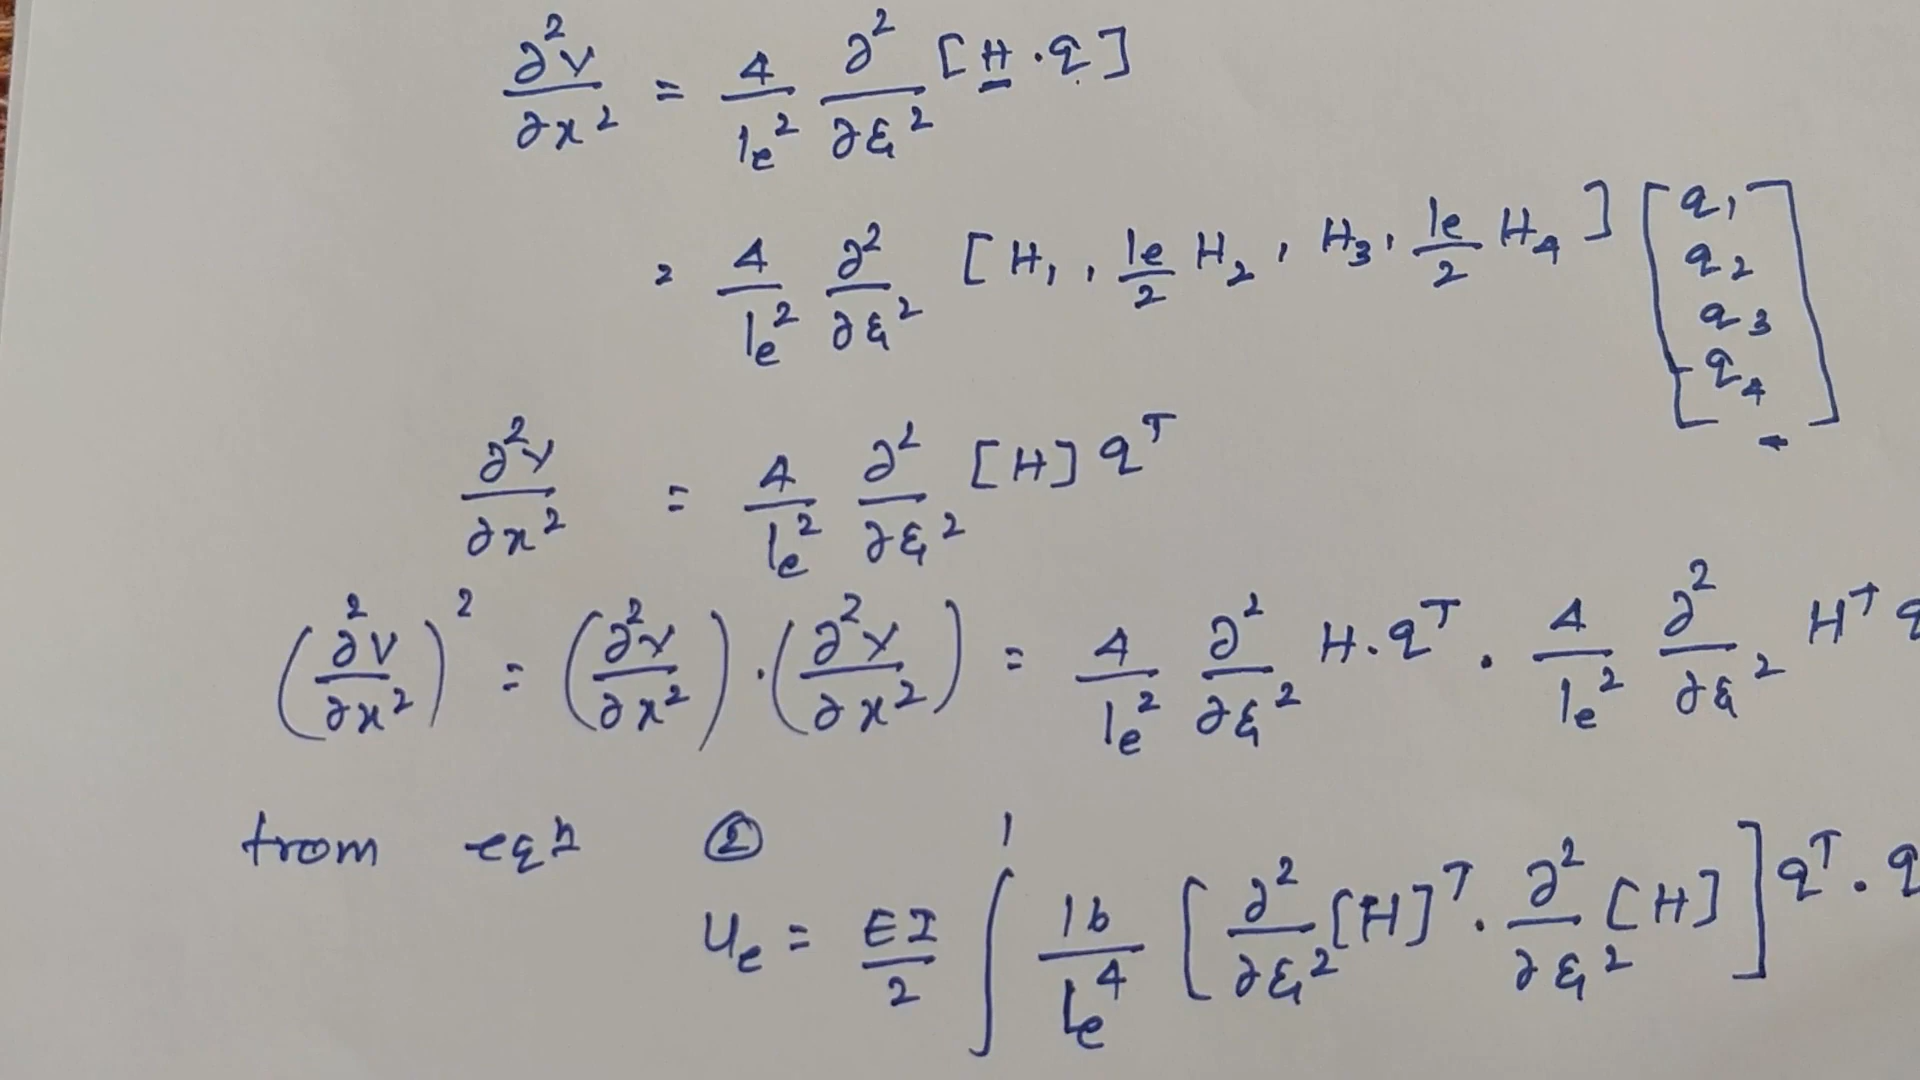 ∂²v/∂x² = 4/le² ∂²/∂ξ² [H·q]
= 4/le² ∂²/∂ξ² [H₁, le/2 H₂, H₃, le/2 H₄] [q₁ q₂ q₃ q₄]
∂²v/∂x² = 4/le² ∂²/∂ξ² [H] qᵀ
(∂²v/∂x²)² = (∂²v/∂x²)·(∂²v/∂x²) = 4/le² ∂²/∂ξ² H·qᵀ · 4/le² ∂²/∂ξ² Hᵀ q
from eqn ②
Ue = EI/2 ∫¹ 16/le⁴ [∂²/∂ξ² [H]ᵀ · ∂²/∂ξ² [H]] qᵀ·q